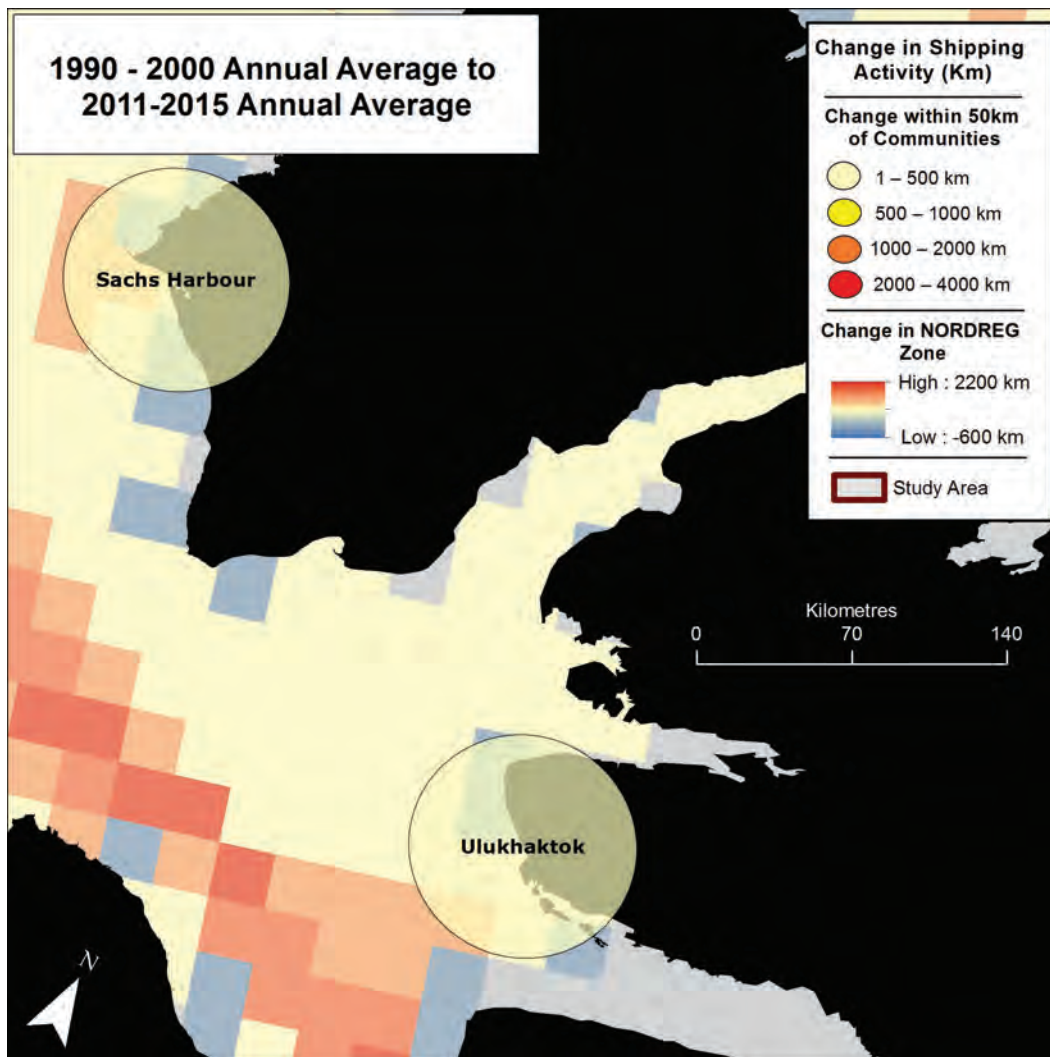 1990 - 2000 Annual Average to
2011-2015 Annual Average
Change in Shipping
Activity (Km)
Change within 50km
of Communities
1 – 500 km
500 – 1000 km
1000 – 2000 km
2000 – 4000 km
Change in NORDREG
Zone
High : 2200 km
Low : -600 km
Study Area
Sachs Harbour
Kilometres
0 70 140
Ulukhaktok
N